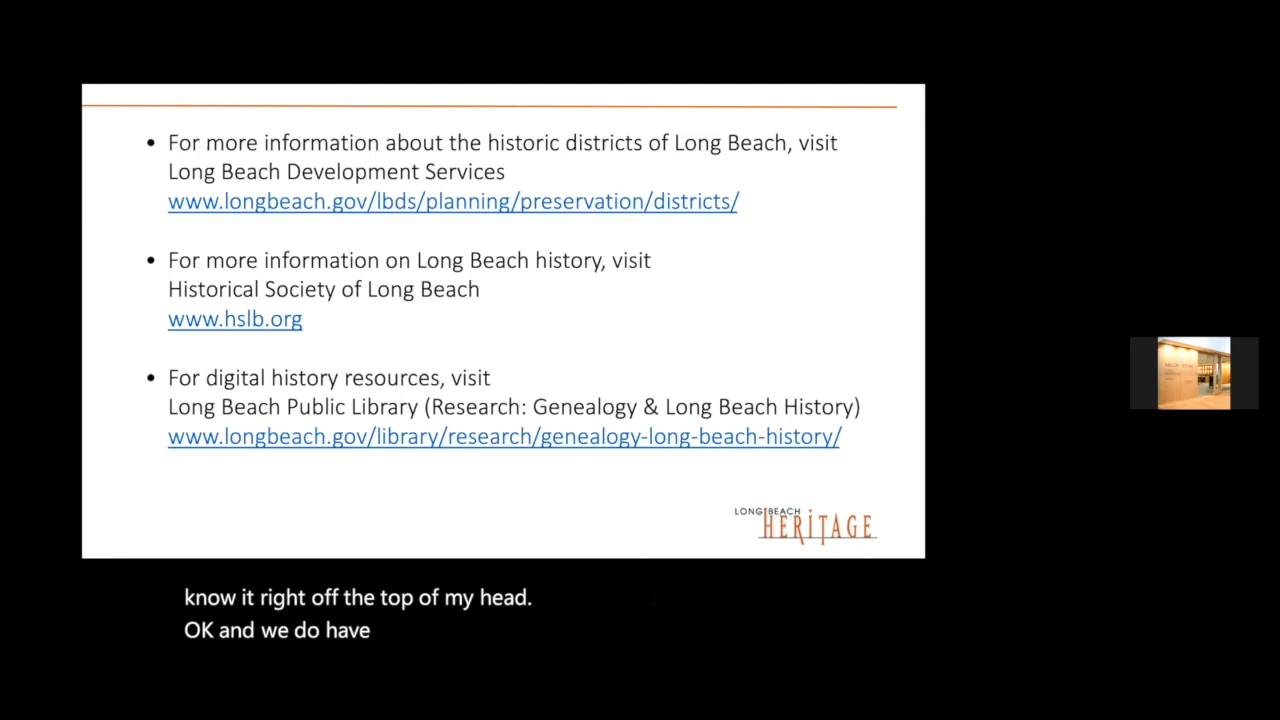 • For more information about the historic districts of Long Beach, visit
Long Beach Development Services
www.longbeach.gov/lbds/planning/preservation/districts/
• For more information on Long Beach history, visit
Historical Society of Long Beach
www.hslb.org
• For digital history resources, visit
Long Beach Public Library (Research: Genealogy & Long Beach History)
www.longbeach.gov/library/research/genealogy-long-beach-history/
LONG BEACH
HERITAGE
know it right off the top of my head.
OK and we do have